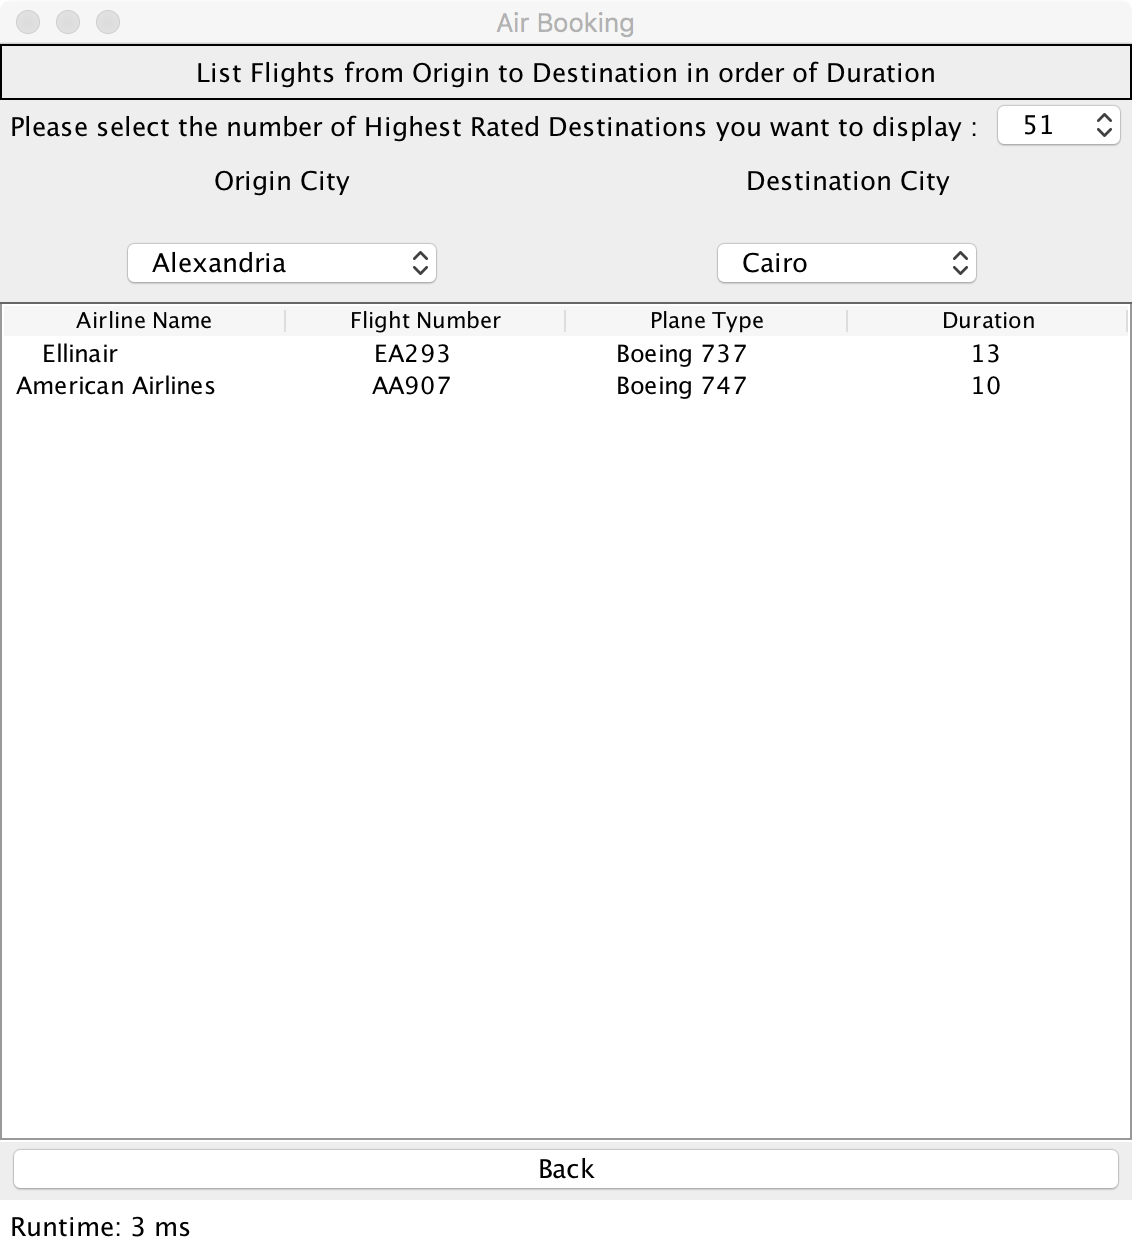 Air Booking
List Flights from Origin to Destination in order of Duration
Please select the number of Highest Rated Destinations you want to display : 51
Origin City Destination City
Alexandria Cairo
Airline Name Flight Number Plane Type Duration
Ellinair EA293 Boeing 737 13
American Airlines AA907 Boeing 747 10
Back
Runtime: 3 ms